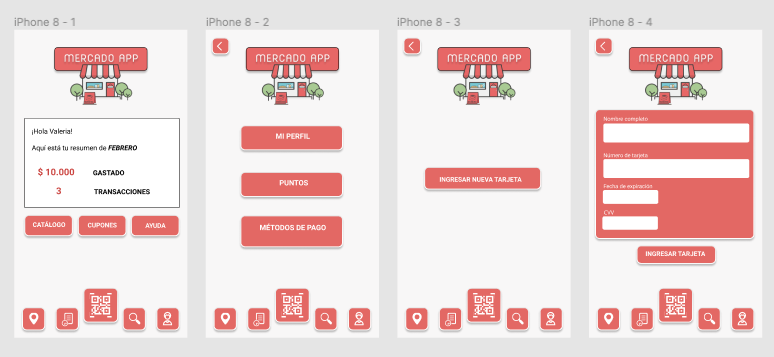 iPhone 8 - 1
MERCADO APP
¡Hola Valeria!
Aquí está tu resumen de FEBRERO
$ 10.000 GASTADO
3 TRANSACCIONES
CATÁLOGO
CUPONES
AYUDA
iPhone 8 - 2
MERCADO APP
MI PERFIL
PUNTOS
MÉTODOS DE PAGO
iPhone 8 - 3
MERCADO APP
INGRESAR NUEVA TARJETA
iPhone 8 - 4
MERCADO APP
Nombre completo
Número de tarjeta
Fecha de expiración
CVV
INGRESAR TARJETA